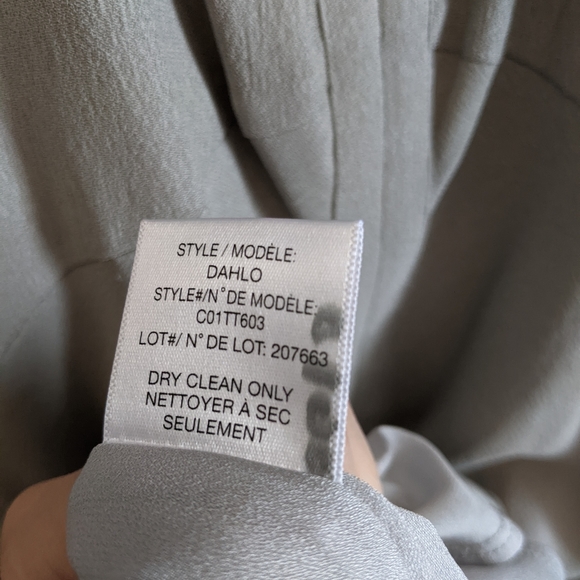 STYLE / MODÈLE:
DAHLO
STYLE#/N°DE MODÈLE:
C01TT603
LOT#/ N° DE LOT: 207663
DRY CLEAN ONLY
NETTOYER À SEC
SEULEMENT